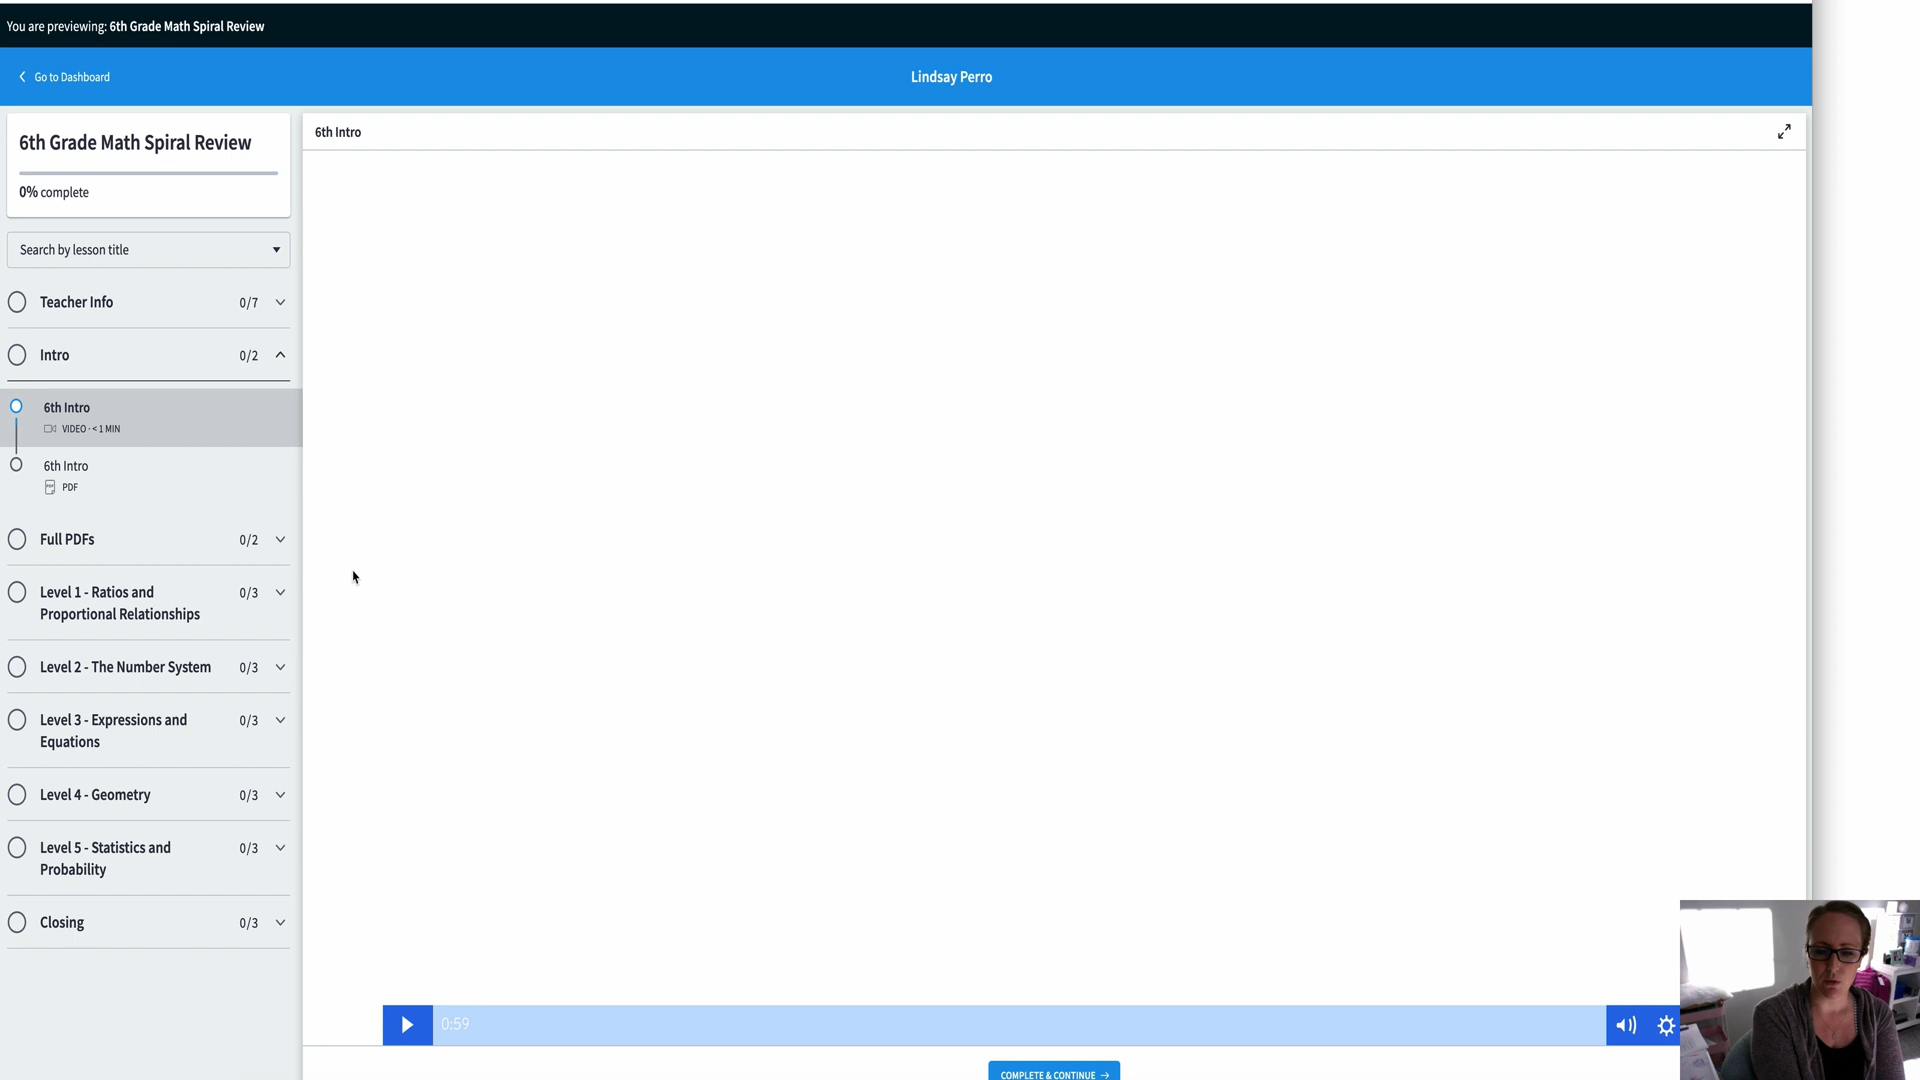 You are previewing: 6th Grade Math Spiral Review
Go to Dashboard
Lindsay Perro
6th Grade Math Spiral Review
0% complete
Search by lesson title
Teacher Info 0/7
Intro 0/2
6th Intro
VIDEO · < 1 MIN
6th Intro
PDF
Full PDFs 0/2
Level 1 - Ratios and
Proportional Relationships 0/3
Level 2 - The Number System 0/3
Level 3 - Expressions and
Equations 0/3
Level 4 - Geometry 0/3
Level 5 - Statistics and
Probability 0/3
Closing 0/3
6th Intro
0:59
COMPLETE & CONTINUE →